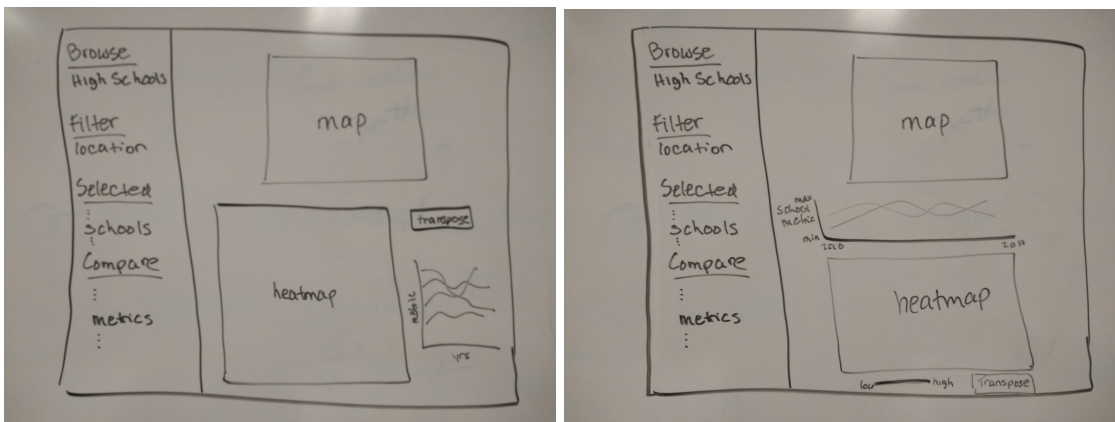 Browse
High Schools
Filter
location
Selected
schools
Compare
metrics
map
transpose
heatmap
metric
yrs
Browse
High Schools
Filter
location
Selected
schools
Compare
metrics
map
max
School
metric
min
2017
heatmap
low
high
Transpose